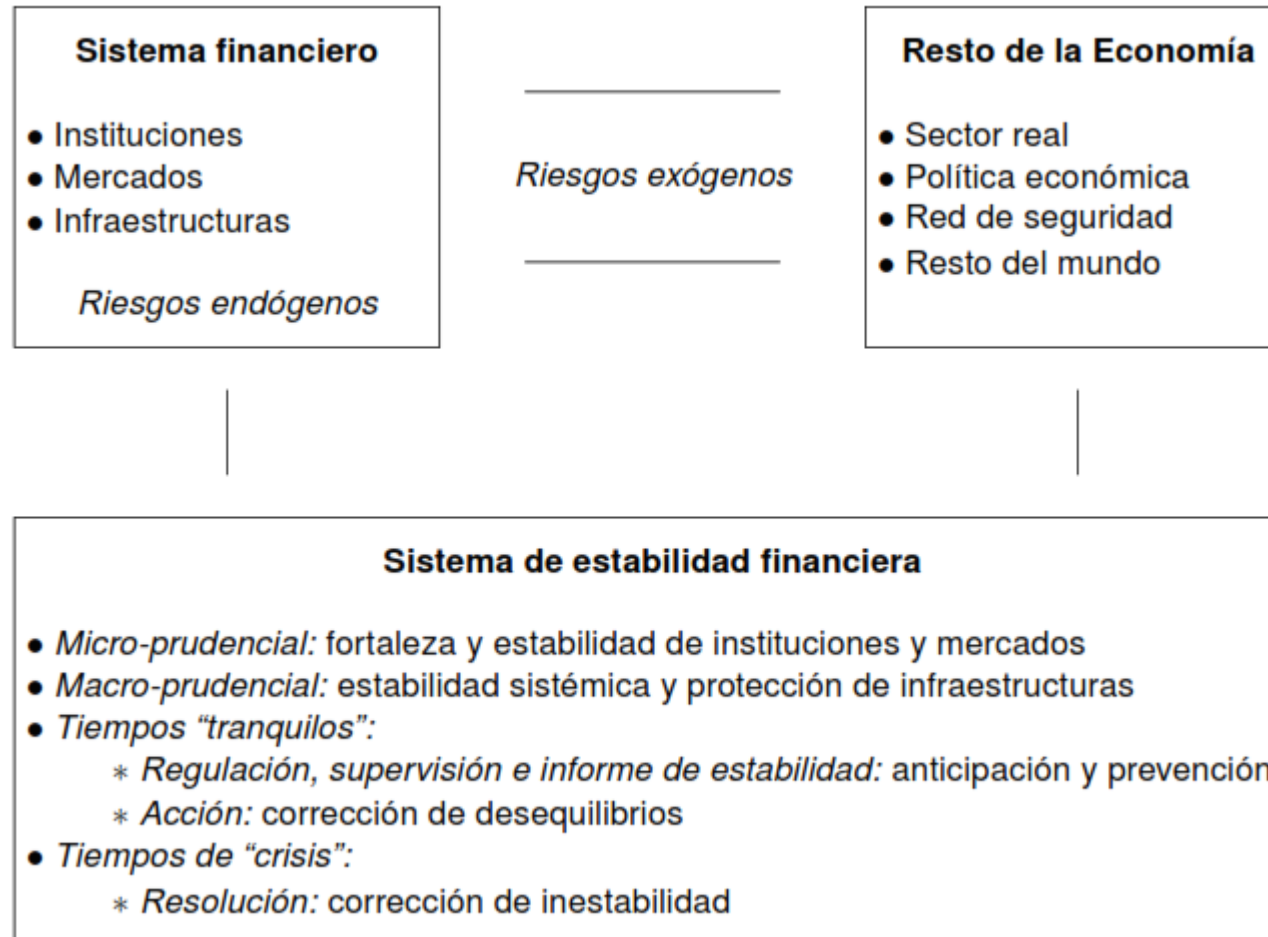 Sistema financiero
• Instituciones
• Mercados
• Infraestructuras
Riesgos endógenos
Riesgos exógenos
Resto de la Economía
• Sector real
• Política económica
• Red de seguridad
• Resto del mundo
Sistema de estabilidad financiera
• Micro-prudencial: fortaleza y estabilidad de instituciones y mercados
• Macro-prudencial: estabilidad sistémica y protección de infraestructuras
• Tiempos “tranquilos”:
∗ Regulación, supervisión e informe de estabilidad: anticipación y prevención
∗ Acción: corrección de desequilibrios
• Tiempos de “crisis”:
∗ Resolución: corrección de inestabilidad